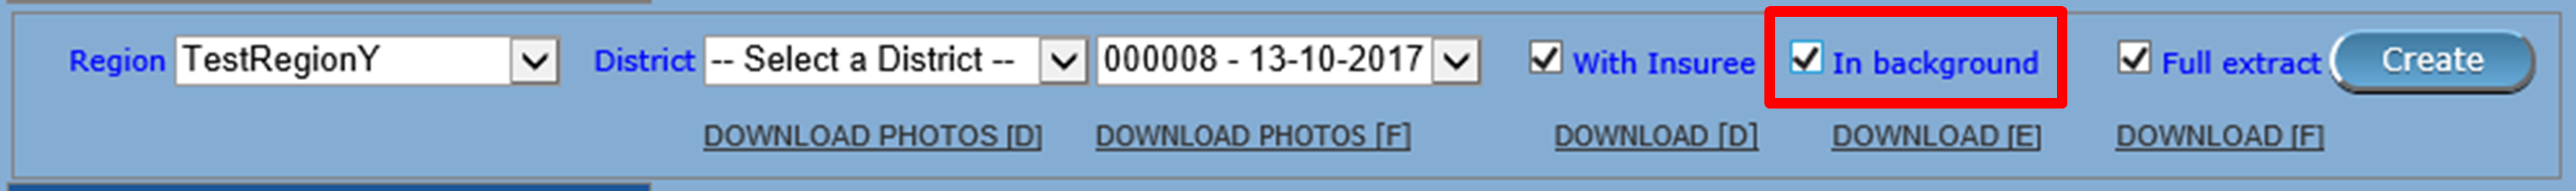 Region TestRegionY District -- Select a District -- 000008 - 13-10-2017 With Insuree In background Full extract Create
DOWNLOAD PHOTOS [D] DOWNLOAD PHOTOS [F] DOWNLOAD [D] DOWNLOAD [E] DOWNLOAD [F]